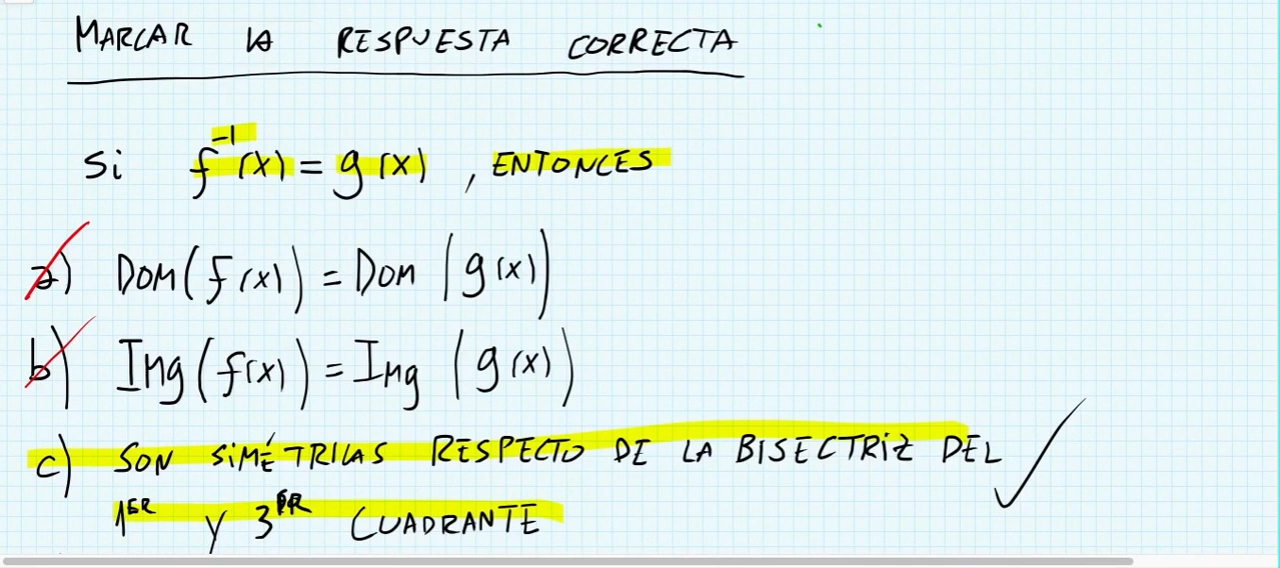 MARCAR LA RESPUESTA CORRECTA
Si f⁻¹(x) = g(x) , ENTONCES
a) DOM(f(x)) = DOM (g(x))
b) Img(f(x)) = Img (g(x))
c) SON SIMÉTRICAS RESPECTO DE LA BISECTRIZ DEL
1ER Y 3ER CUADRANTE